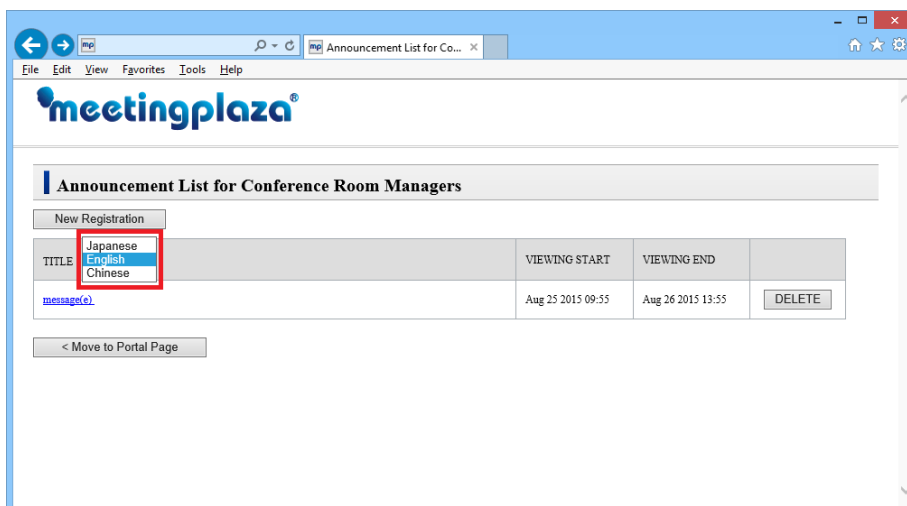 mp
mp Announcement List for Co... ×
File Edit View Favorites Tools Help
meetingplaza®
Announcement List for Conference Room Managers
New Registration
Japanese
English
Chinese
TITLE VIEWING START VIEWING END
message(e) Aug 25 2015 09:55 Aug 26 2015 13:55 DELETE
< Move to Portal Page